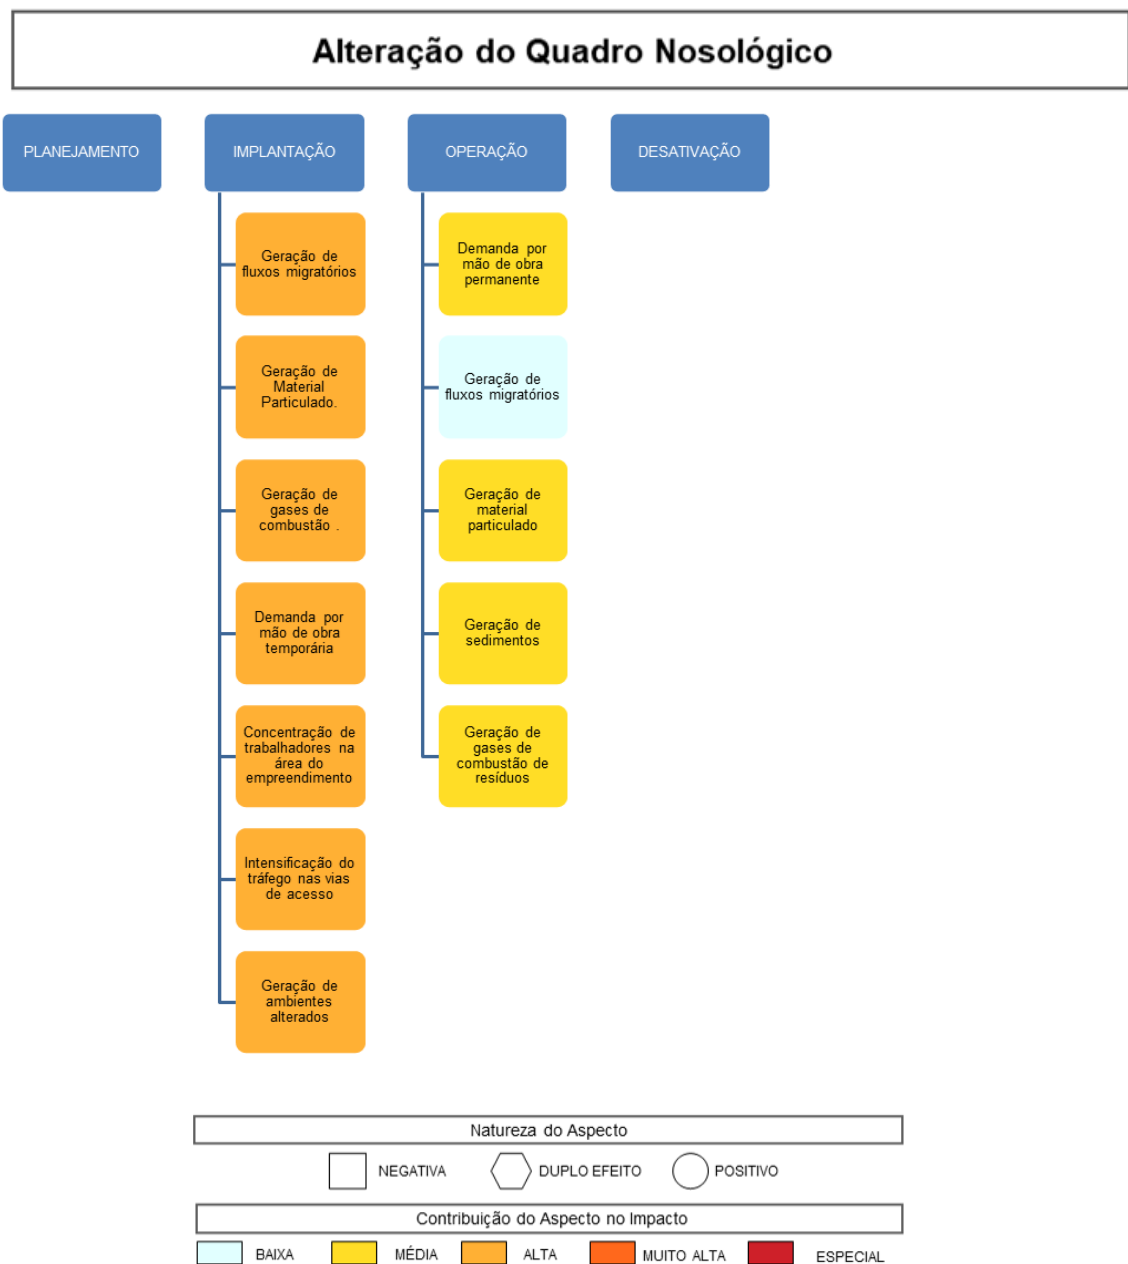 Alteração do Quadro Nosológico
PLANEJAMENTO
IMPLANTAÇÃO
OPERAÇÃO
DESATIVAÇÃO
Geração de
fluxos migratórios
Geração de
Material
Particulado.
Geração de
gases de
combustão .
Demanda por
mão de obra
temporária
Concentração de
trabalhadores na
área do
empreendimento
Intensificação do
tráfego nas vias
de acesso
Geração de
ambientes
alterados
Demanda por
mão de obra
permanente
Geração de
fluxos migratórios
Geração de
material
particulado
Geração de
sedimentos
Geração de
gases de
combustão de
resíduos
Natureza do Aspecto
NEGATIVA
DUPLO EFEITO
POSITIVO
Contribuição do Aspecto no Impacto
BAIXA
MÉDIA
ALTA
MUITO ALTA
ESPECIAL